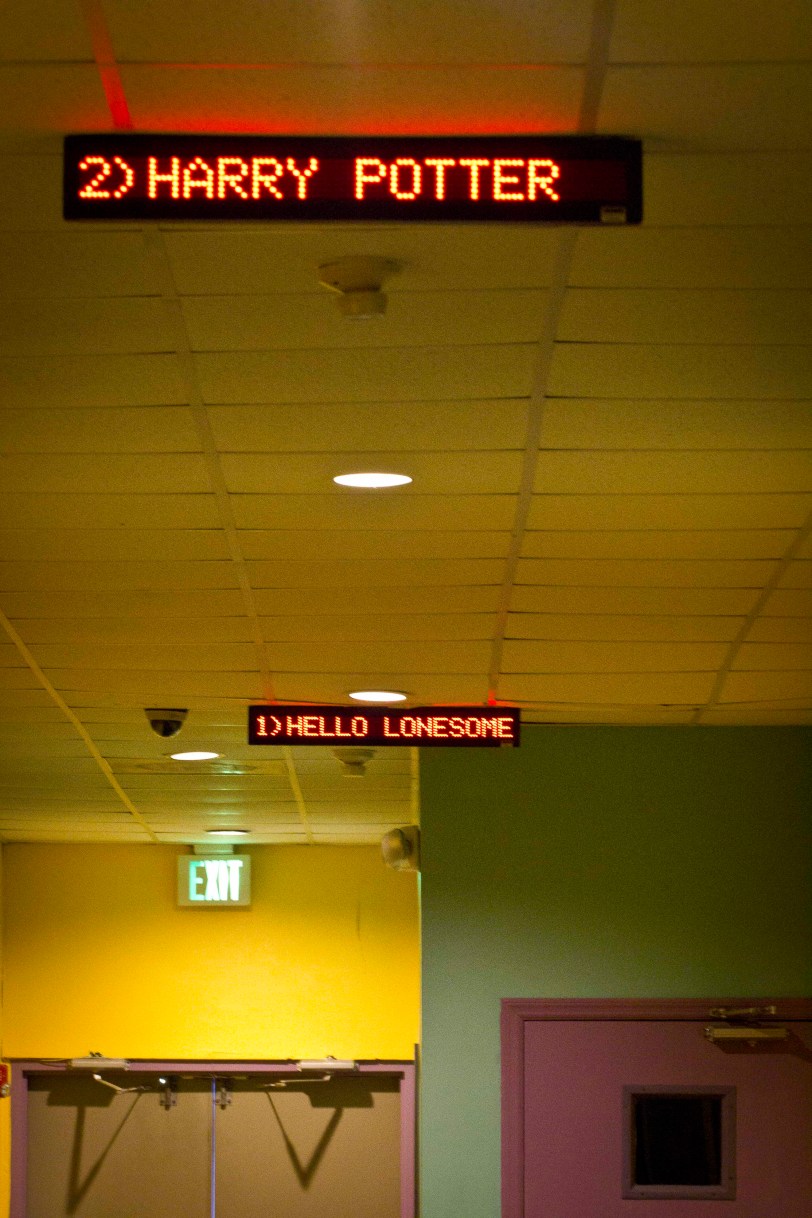 2) HARRY POTTER
1) HELLO LONESOME
EXIT